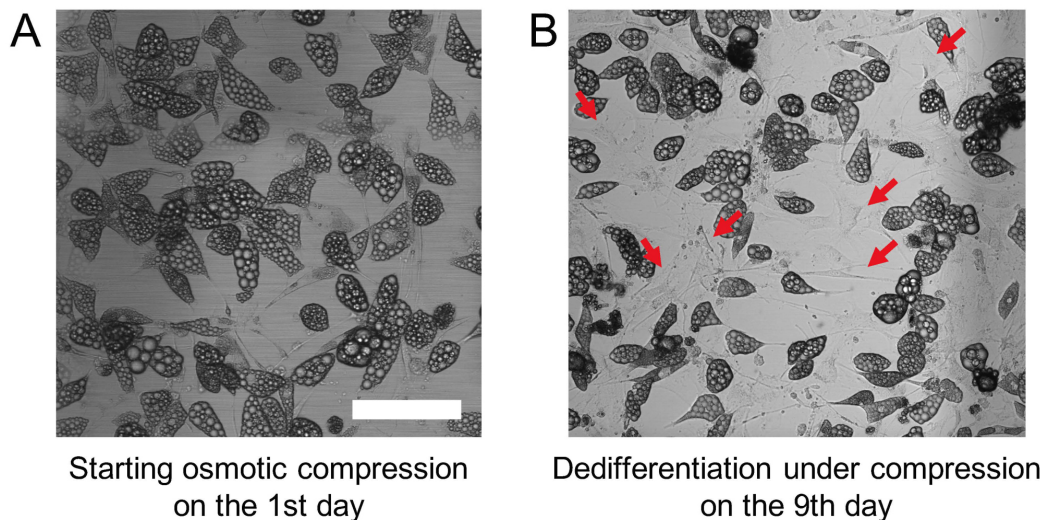 A
B
Starting osmotic compression
on the 1st day
Dedifferentiation under compression
on the 9th day